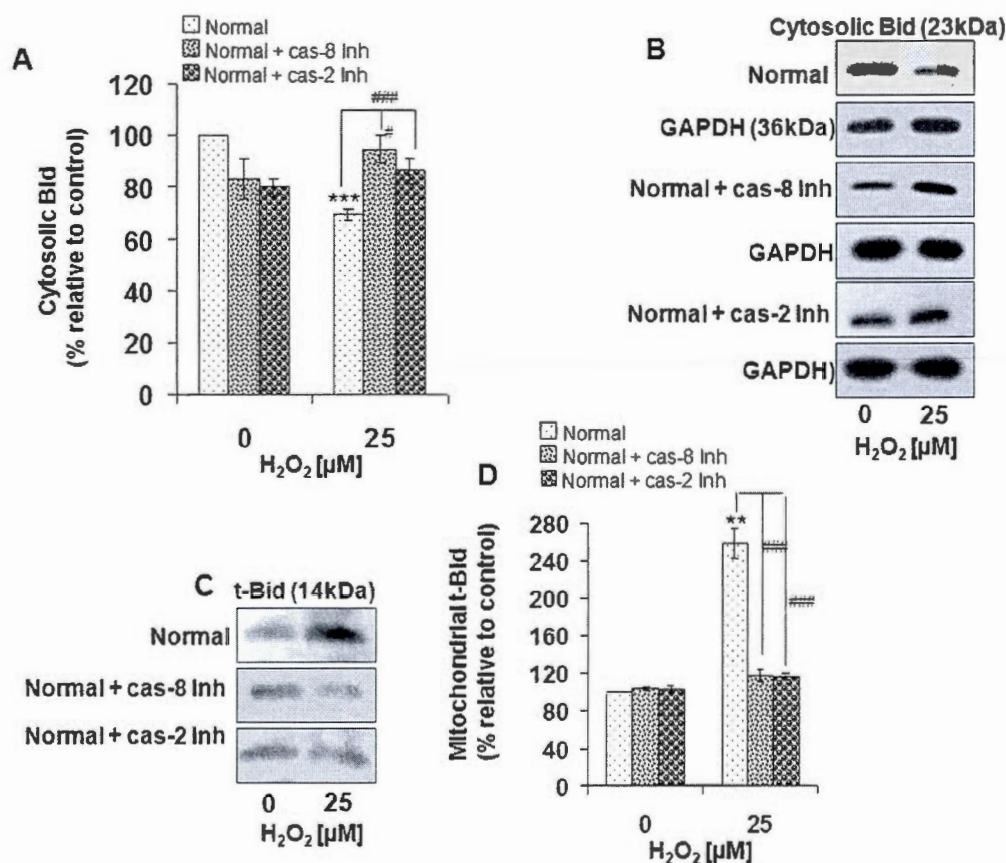 A
Normal
Normal + cas-8 Inh
Normal + cas-2 Inh
Cytosolic Bid
(% relative to control)
120
100
80
60
40
20
0
###
#
***
0
25
H₂O₂ [µM]
B
Cytosolic Bid (23kDa)
Normal
GAPDH (36kDa)
Normal + cas-8 Inh
GAPDH
Normal + cas-2 Inh
GAPDH)
0
25
H₂O₂ [µM]
C
t-Bid (14kDa)
Normal
Normal + cas-8 Inh
Normal + cas-2 Inh
0
25
H₂O₂ [µM]
D
Normal
Normal + cas-8 Inh
Normal + cas-2 Inh
Mitochondrial t-Bid
(% relative to control)
280
240
200
160
120
80
40
0
**
###
###
0
25
H₂O₂ [µM]